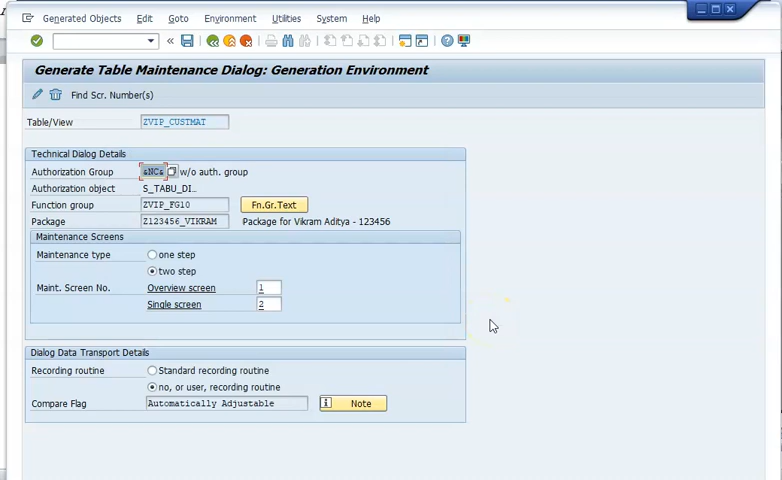 Generated Objects Edit Goto Environment Utilities System Help
Generate Table Maintenance Dialog: Generation Environment
Find Scr. Number(s)
Table/View ZVIP_CUSTMAT
Technical Dialog Details
Authorization Group &NC& w/o auth. group
Authorization object S_TABU_DI…
Function group ZVIP_FG10 Fn.Gr.Text
Package Z123456_VIKRAM Package for Vikram Aditya - 123456
Maintenance Screens
Maintenance type one step
two step
Maint. Screen No. Overview screen 1
Single screen 2
Dialog Data Transport Details
Recording routine Standard recording routine
no, or user, recording routine
Compare Flag Automatically Adjustable Note